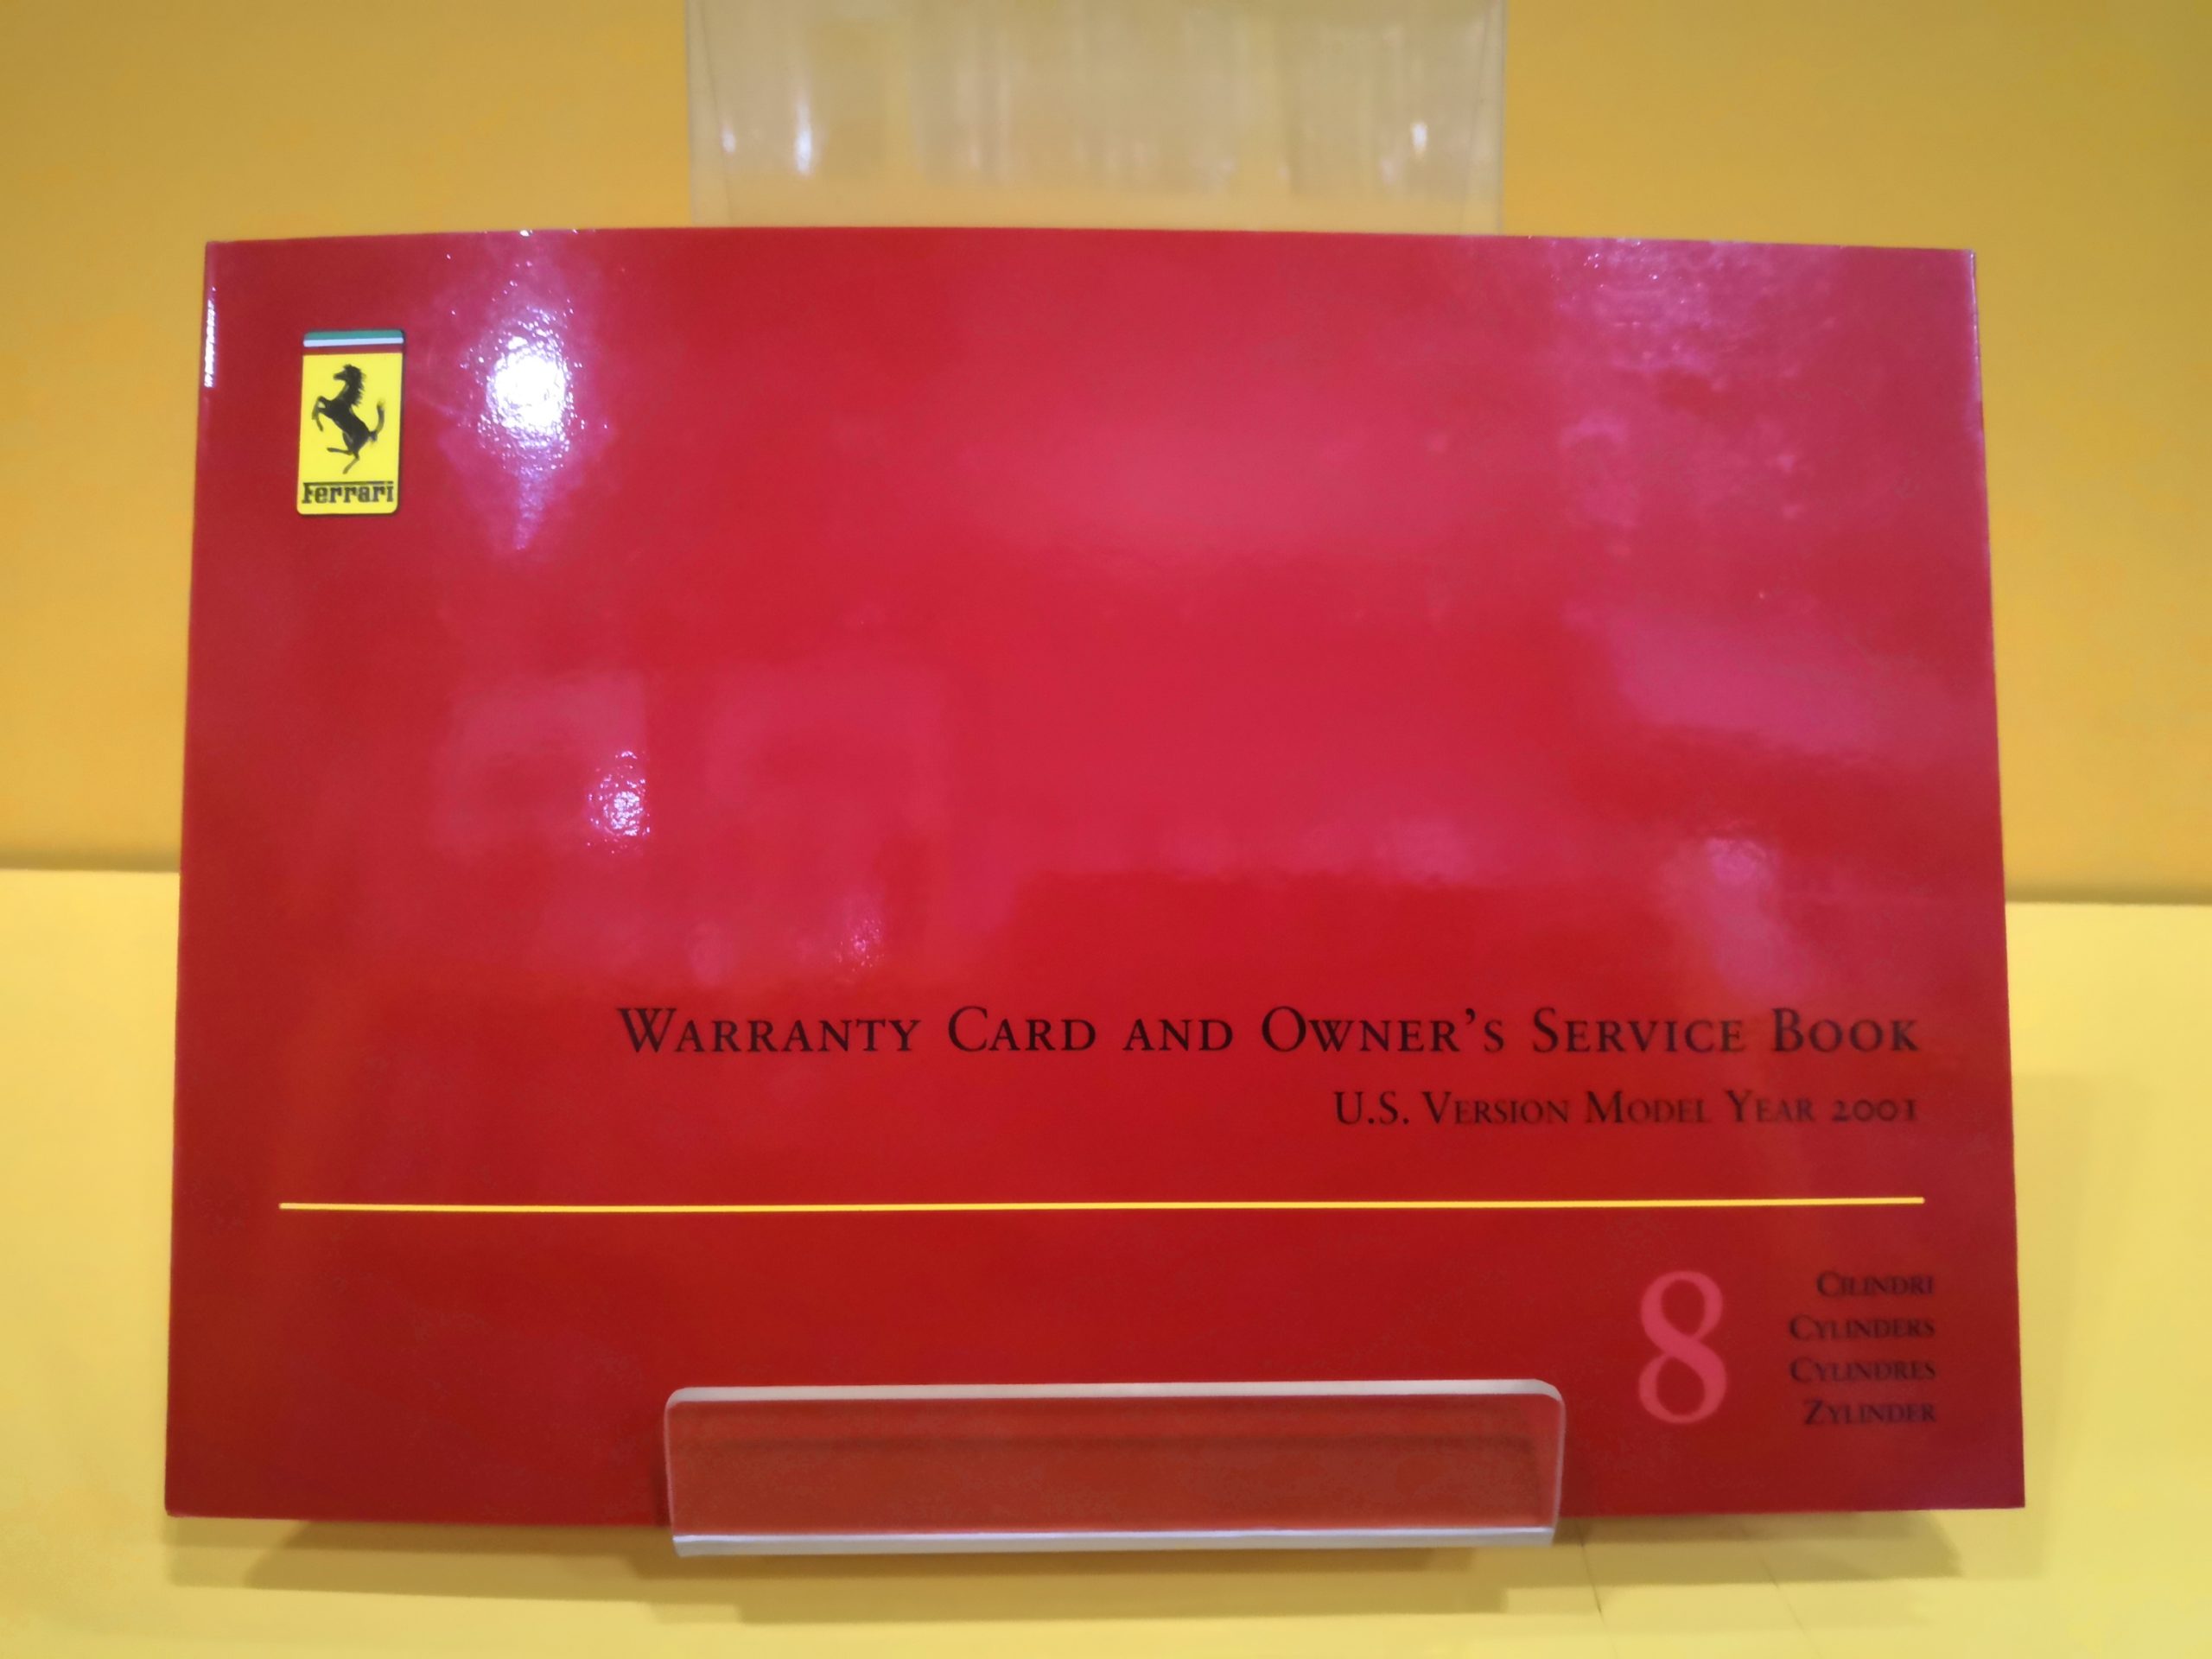 Ferrari
WARRANTY CARD AND OWNER'S SERVICE BOOK
U.S. VERSION MODEL YEAR 2001
8
CILINDRI
CYLINDERS
CYLINDRES
ZYLINDER